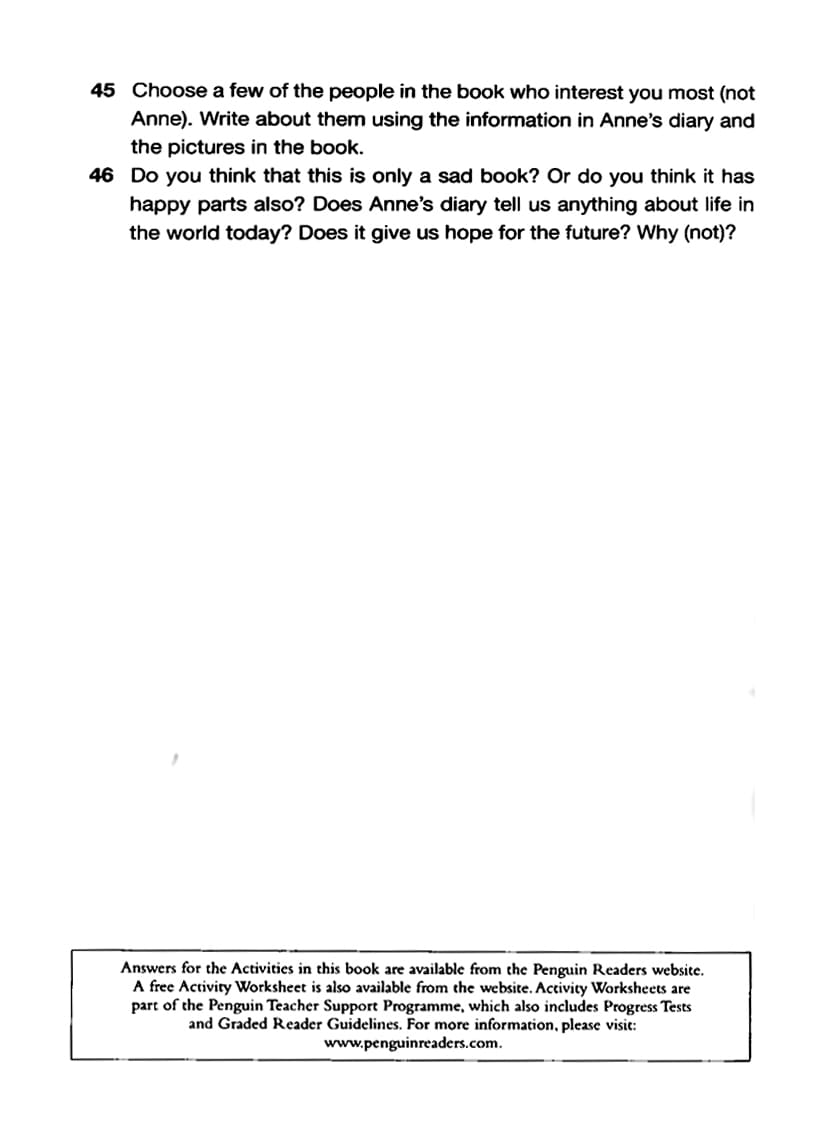 45 Choose a few of the people in the book who interest you most (not
Anne). Write about them using the information in Anne's diary and
the pictures in the book.
46 Do you think that this is only a sad book? Or do you think it has
happy parts also? Does Anne's diary tell us anything about life in
the world today? Does it give us hope for the future? Why (not)?
Answers for the Activities in this book are available from the Penguin Readers website.
A free Activity Worksheet is also available from the website. Activity Worksheets are
part of the Penguin Teacher Support Programme, which also includes Progress Tests
and Graded Reader Guidelines. For more information, please visit:
www.penguinreaders.com.